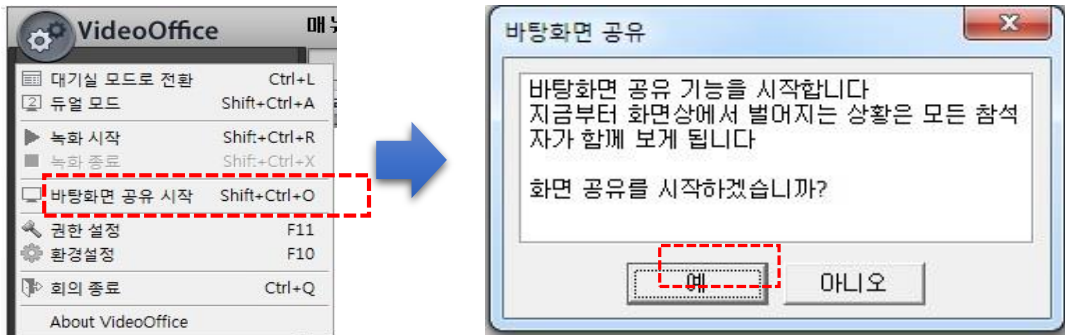 VideoOffice
매
대기실 모드로 전환 Ctrl+L
듀얼 모드 Shift+Ctrl+A
녹화 시작 Shift+Ctrl+R
녹화 종료 Shift+Ctrl+X
바탕화면 공유 시작 Shift+Ctrl+O
권한 설정 F11
환경설정 F10
회의 종료 Ctrl+Q
About VideoOffice
바탕화면 공유
바탕화면 공유 기능을 시작합니다
지금부터 화면상에서 벌어지는 상황은 모든 참석
자가 함께 보게 됩니다
화면 공유를 시작하겠습니까?
예 아니오